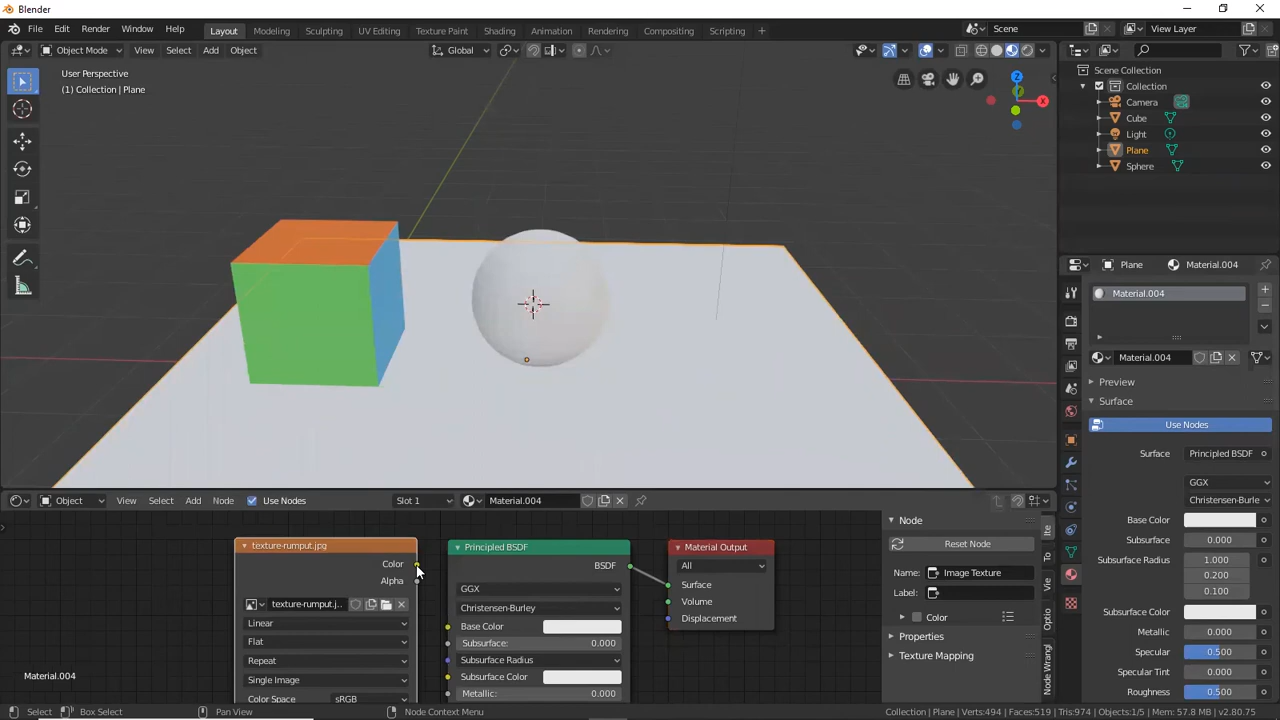 Blender
File Edit Render Window Help Layout Modeling Sculpting UV Editing Texture Paint Shading Animation Rendering Compositing Scripting + Scene View Layer
Object Mode View Select Add Object Global
User Perspective
(1) Collection | Plane
Z
X
Y
Scene Collection
Collection
Camera
Cube
Light
Plane
Sphere
Plane Material.004
Material.004
Material.004
Preview
Surface
Use Nodes
Surface Principled BSDF
GGX
Christensen-Burle
Base Color
Subsurface 0.000
Subsurface Radius 1.000
0.200
0.100
Subsurface Color
Metallic 0.000
Specular 0.500
Specular Tint 0.000
Roughness 0.500
Object View Select Add Node Use Nodes Slot 1 Material.004
texture-rumput.jpg
Color
Alpha
texture-rumput.j..
Linear
Flat
Repeat
Single Image
Color Space sRGB
Principled BSDF
BSDF
GGX
Christensen-Burley
Base Color
Subsurface: 0.000
Subsurface Radius
Subsurface Color
Metallic: 0.000
Material Output
All
Surface
Volume
Displacement
Node
Reset Node
Name: Image Texture
Label:
Color
Properties
Texture Mapping
Ite
To
Vie
Optio
Node Wrangl
Material.004
Select Box Select Pan View Node Context Menu Collection | Plane | Verts:494 | Faces:519 | Tris:974 | Objects:1/5 | Mem: 57.8 MB | v2.80.75